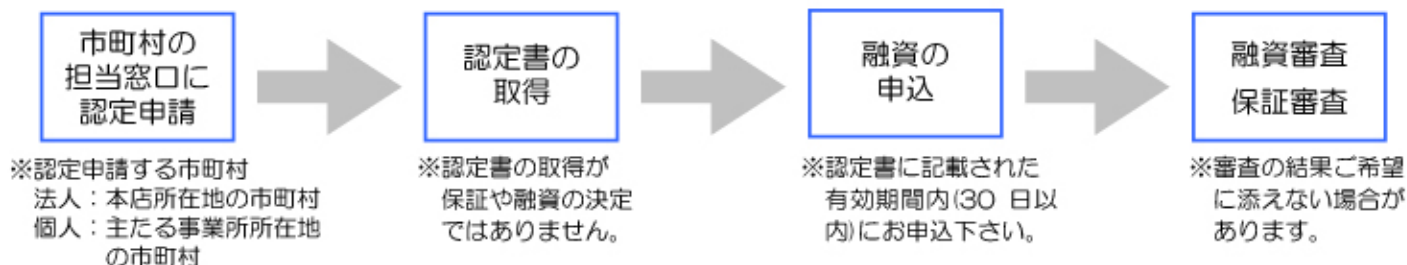 市町村の
担当窓口に
認定申請
※認定申請する市町村
法人：本店所在地の市町村
個人：主たる事業所所在地
の市町村
認定書の
取得
※認定書の取得が
保証や融資の決定
ではありません。
融資の
申込
※認定書に記載された
有効期間内(30 日以
内)にお申込下さい。
融資審査
保証審査
※審査の結果ご希望
に添えない場合が
あります。